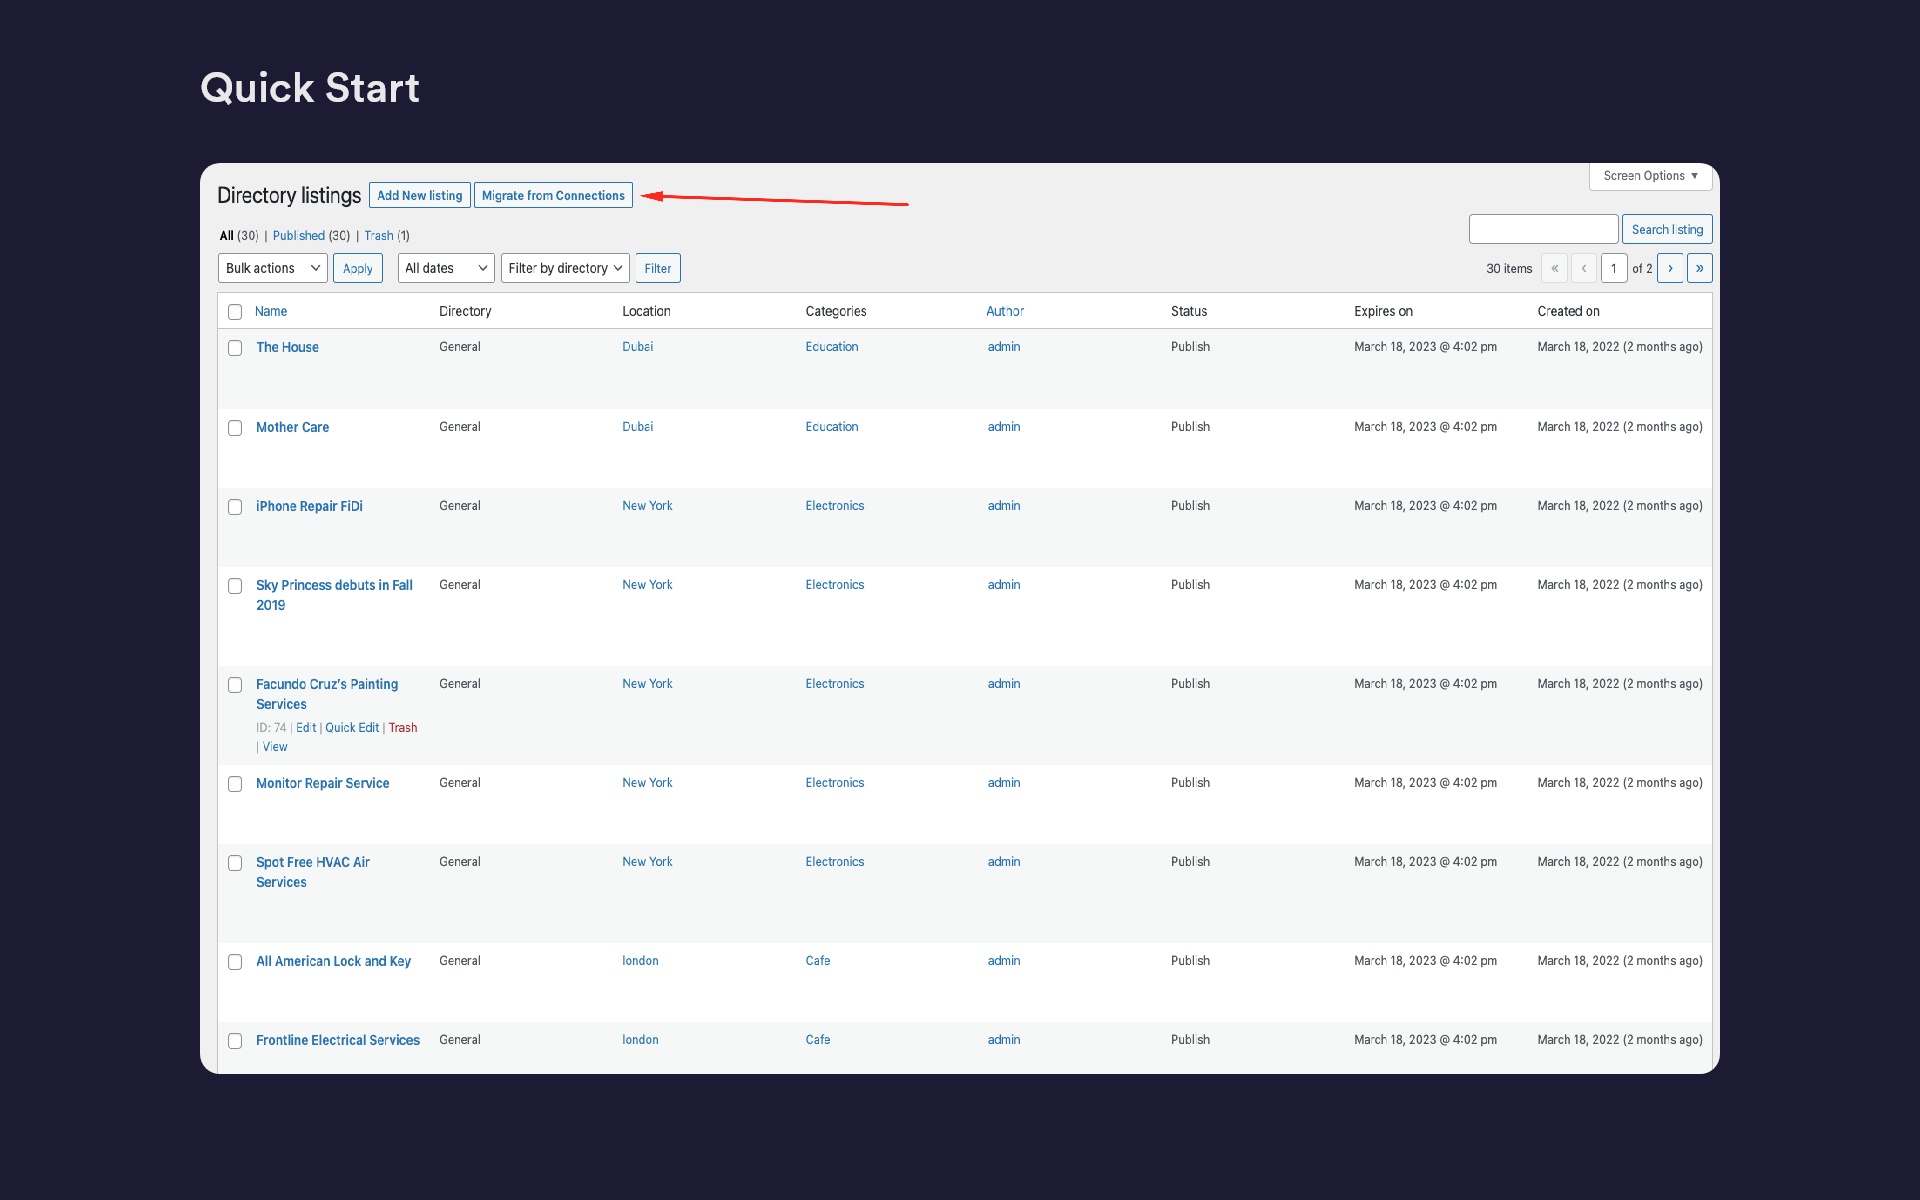 Quick Start
Screen Options ▼
Directory listings Add New listing Migrate from Connections
All (30) | Published (30) | Trash (1)
Search listing
Bulk actions Apply All dates Filter by directory Filter 30 items « ‹ 1 of 2 › »
Name Directory Location Categories Author Status Expires on Created on
The House General Dubai Education admin Publish March 18, 2023 @ 4:02 pm March 18, 2022 (2 months ago)
Mother Care General Dubai Education admin Publish March 18, 2023 @ 4:02 pm March 18, 2022 (2 months ago)
iPhone Repair FiDi General New York Electronics admin Publish March 18, 2023 @ 4:02 pm March 18, 2022 (2 months ago)
Sky Princess debuts in Fall General New York Electronics admin Publish March 18, 2023 @ 4:02 pm March 18, 2022 (2 months ago)
2019
Facundo Cruz's Painting General New York Electronics admin Publish March 18, 2023 @ 4:02 pm March 18, 2022 (2 months ago)
Services
ID: 74 | Edit | Quick Edit | Trash
| View
Monitor Repair Service General New York Electronics admin Publish March 18, 2023 @ 4:02 pm March 18, 2022 (2 months ago)
Spot Free HVAC Air General New York Electronics admin Publish March 18, 2023 @ 4:02 pm March 18, 2022 (2 months ago)
Services
All American Lock and Key General london Cafe admin Publish March 18, 2023 @ 4:02 pm March 18, 2022 (2 months ago)
Frontline Electrical Services General london Cafe admin Publish March 18, 2023 @ 4:02 pm March 18, 2022 (2 months ago)